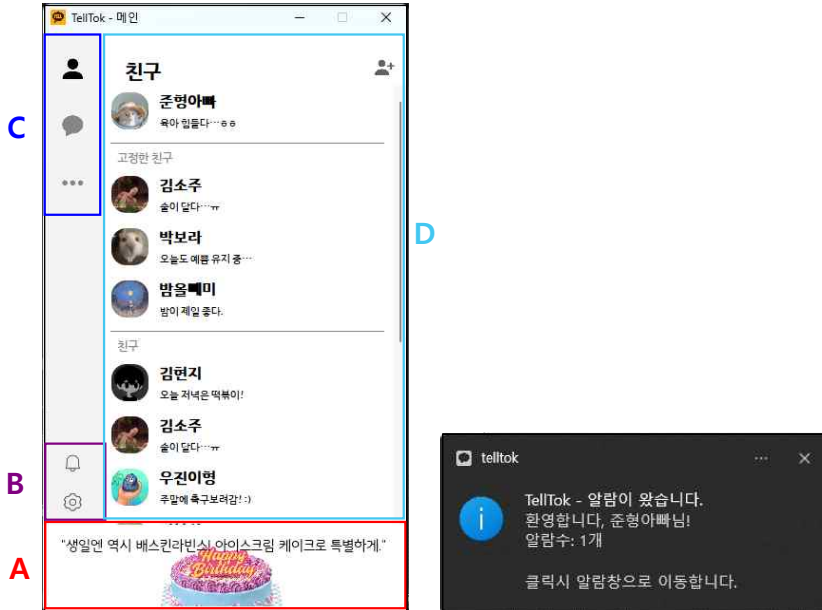 TellTok - 메인
친구
준형아빠
육아 힘들다…ㅎㅎ
고정한 친구
김소주
술이 달다…ㅠ
박보라
오늘도 예쁨 유지 중…
밤올빼미
밤이 제일 좋다.
친구
김현지
오늘 저녁은 떡볶이!
김소주
술이 달다…ㅠ
우진이형
주말에 축구보려감! :)
"생일엔 역시 배스킨라빈스! 아이스크림 케이크로 특별하게."
Happy
Birthday
C
B
A
D
telltok
TellTok - 알람이 왔습니다.
환영합니다, 준형아빠님!
알람수: 1개
클릭시 알람창으로 이동합니다.